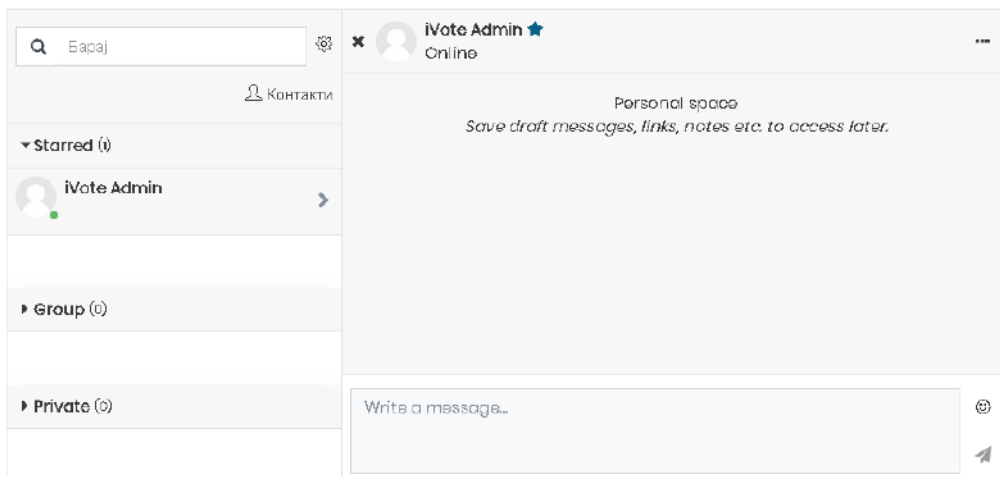 Барај
Контакти
Starred (1)
iVote Admin
Group (0)
Private (0)
iVote Admin
Online
Personal space
Save draft messages, links, notes etc. to access later.
Write a message...